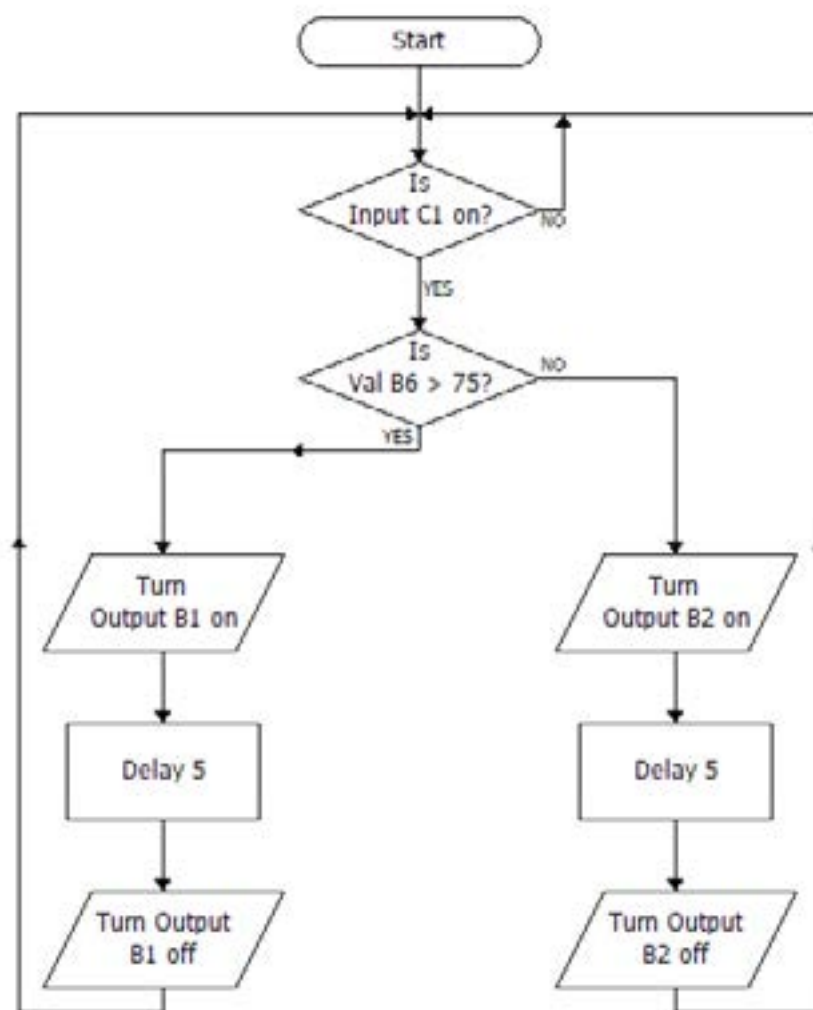 Start
Is
Input C1 on?
NO
YES
Is
Val B6 > 75?
NO
YES
Turn
Output B1 on
Turn
Output B2 on
Delay 5
Delay 5
Turn Output
B1 off
Turn Output
B2 off